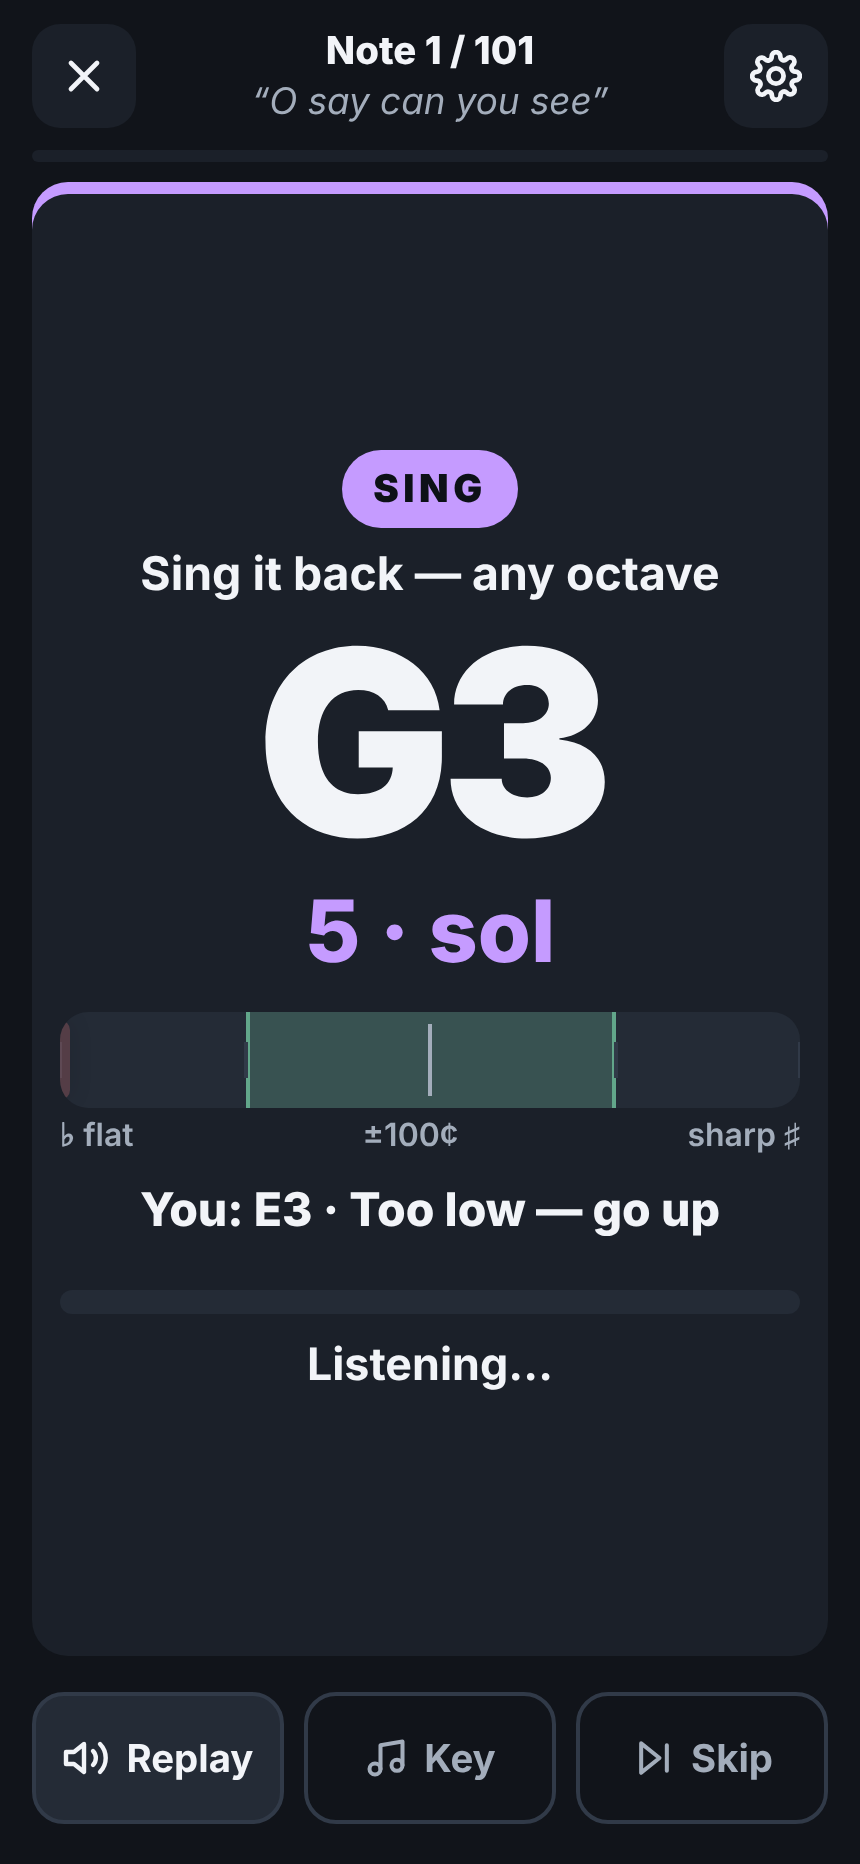 Note 1 / 101
“O say can you see”
SING
Sing it back — any octave
G3
5 · sol
♭ flat
±100¢
sharp ♯
You: E3 · Too low — go up
Listening...
Replay
Key
Skip